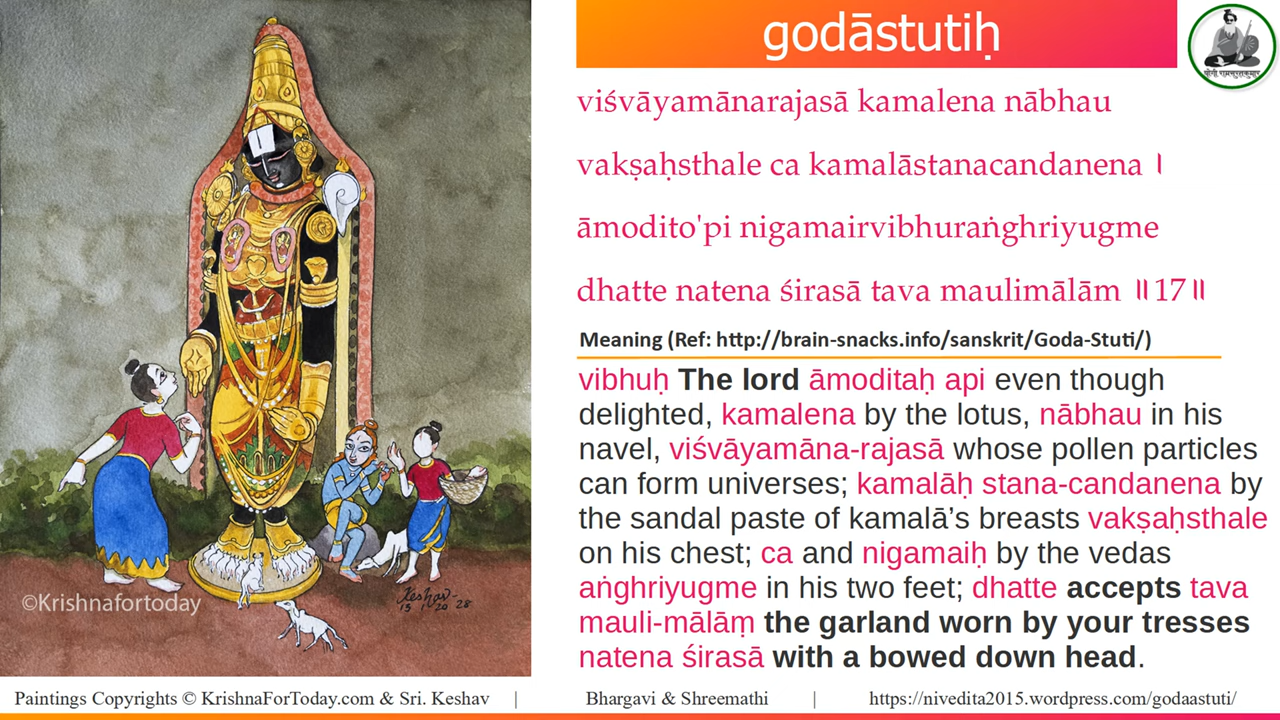 godāstutiḥ
योगी रामसुरतकुमार
viśvāyamānarajasā kamalena nābhau
vakṣaḥsthale ca kamalāstanacandanena ।
āmodito'pi nigamairvibhuraṅghriyugme
dhatte natena śirasā tava maulimālām ॥17॥
Meaning (Ref: http://brain-snacks.info/sanskrit/Goda-Stuti/)
vibhuḥ The lord āmoditaḥ api even though
delighted, kamalena by the lotus, nābhau in his
navel, viśvāyamāna-rajasā whose pollen particles
can form universes; kamalāḥ stana-candanena by
the sandal paste of kamalā’s breasts vakṣaḥsthale
on his chest; ca and nigamaiḥ by the vedas
aṅghriyugme in his two feet; dhatte accepts tava
mauli-mālāṃ the garland worn by your tresses
natena śirasā with a bowed down head.
©Krishnafortoday
Keshav
Paintings Copyrights © KrishnaForToday.com & Sri. Keshav | Bhargavi & Shreemathi | https://nivedita2015.wordpress.com/godaastuti/